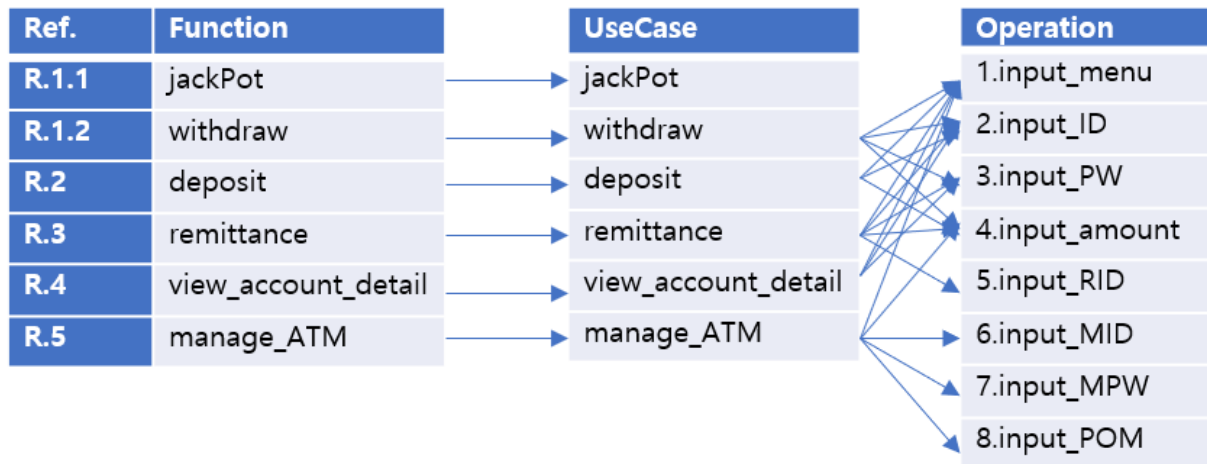 Ref. Function UseCase Operation
R.1.1 jackPot jackPot 1.input_menu
R.1.2 withdraw withdraw 2.input_ID
R.2 deposit deposit 3.input_PW
R.3 remittance remittance 4.input_amount
R.4 view_account_detail view_account_detail 5.input_RID
R.5 manage_ATM manage_ATM 6.input_MID
7.input_MPW
8.input_POM